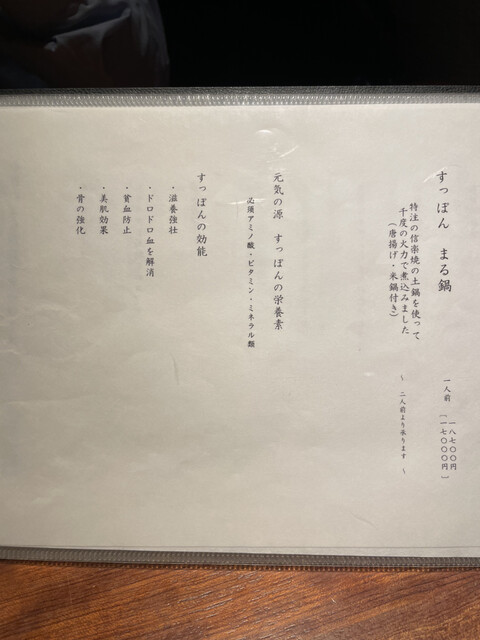 すっぽん　まる鍋
特注の信楽焼の土鍋を使って
千度の火力で煮込みました
（唐揚げ・米鍋付き）
一人前
一八七〇〇円
［一七〇〇〇円］
～　二人前より承ります　～
元気の源　すっぽんの栄養素
必須アミノ酸・ビタミン・ミネラル類
すっぽんの効能
・滋養強壮
・ドロドロ血を解消
・貧血防止
・美肌効果
・骨の強化